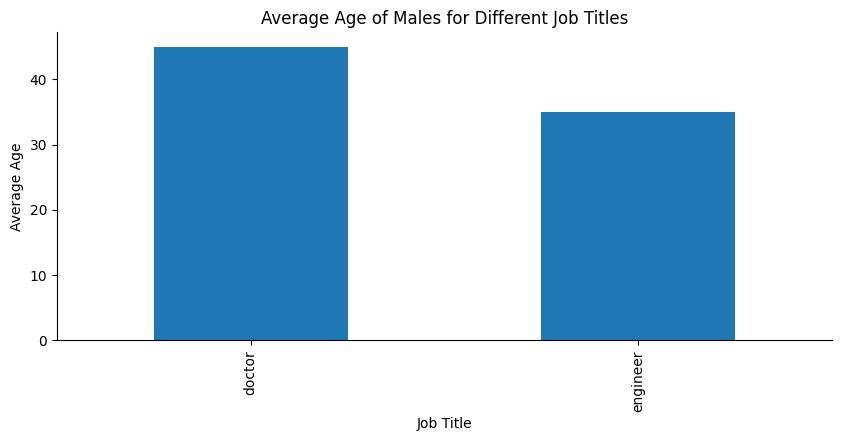 Average Age of Males for Different Job Titles
Average Age
40
30
20
10
0
doctor
engineer
Job Title